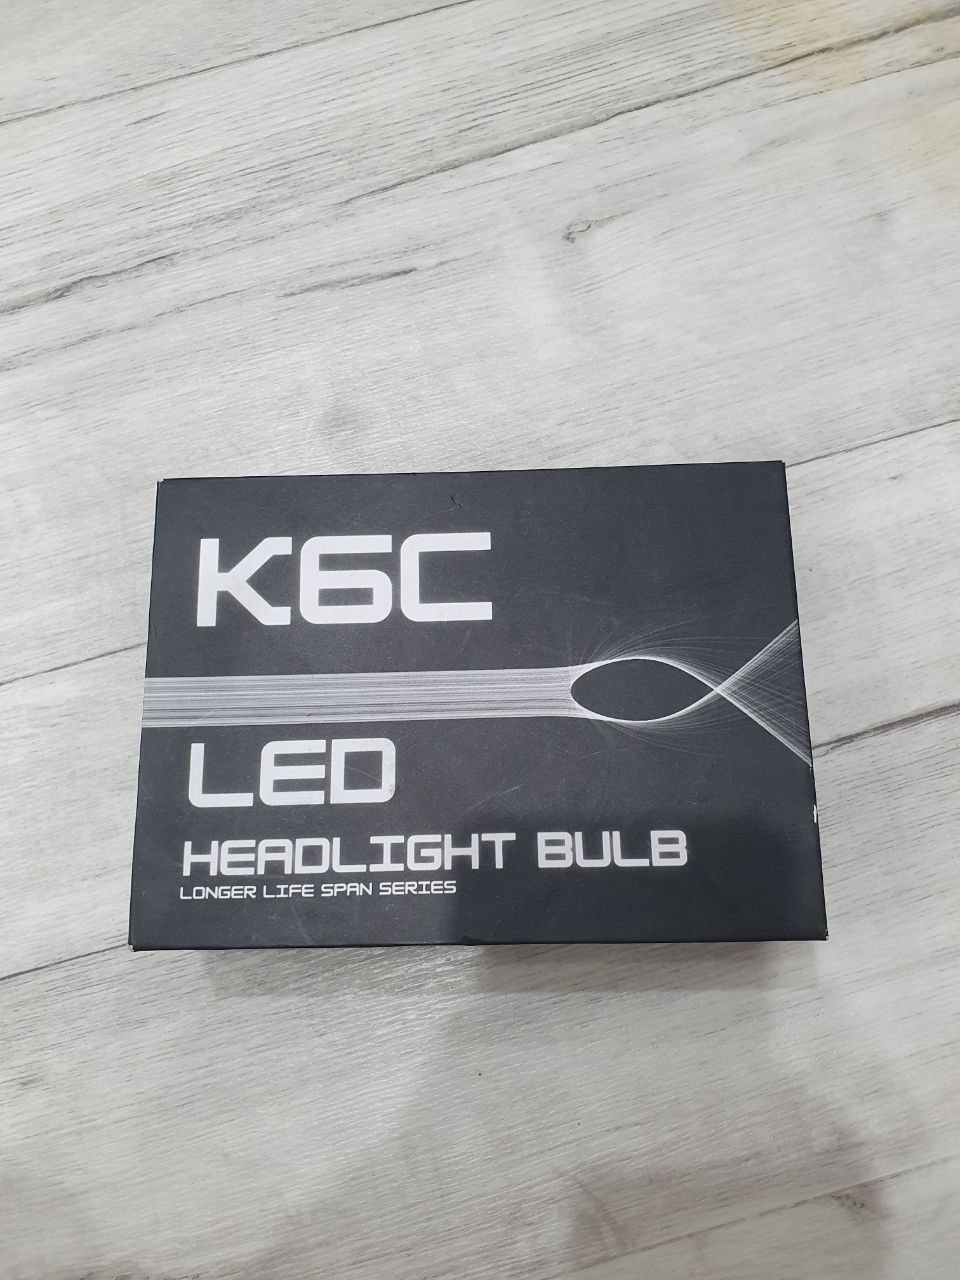 K6C
LED
HEADLIGHT BULB
LONGER LIFE SPAN SERIES